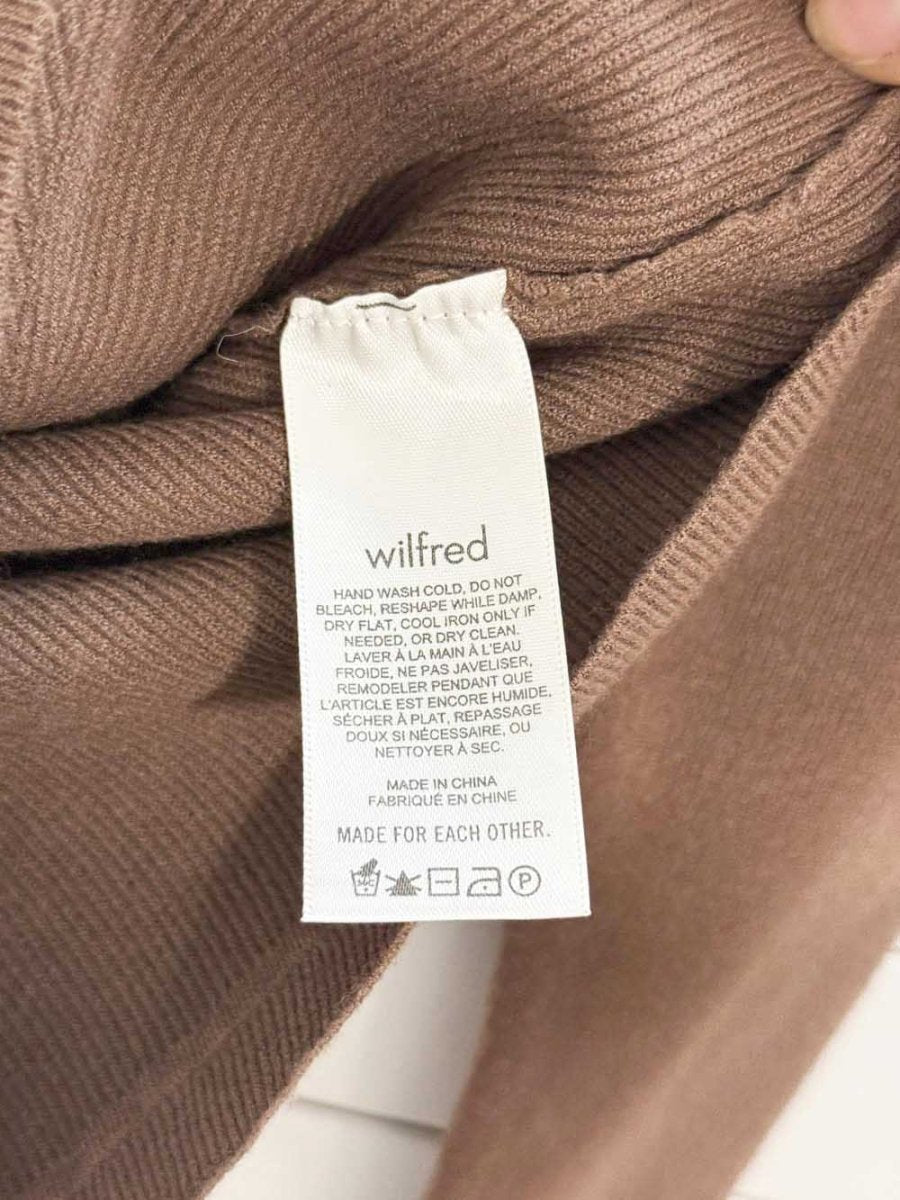 wilfred
HAND WASH COLD, DO NOT
BLEACH, RESHAPE WHILE DAMP.
DRY FLAT, COOL IRON ONLY IF
NEEDED, OR DRY CLEAN.
LAVER À LA MAIN À L'EAU
FROIDE, NE PAS JAVELISER,
REMODELER PENDANT QUE
L'ARTICLE EST ENCORE HUMIDE,
SÉCHER À PLAT, REPASSAGE
DOUX SI NÉCESSAIRE, OU
NETTOYER À SEC.
MADE IN CHINA
FABRIQUÉ EN CHINE
MADE FOR EACH OTHER.
30C P